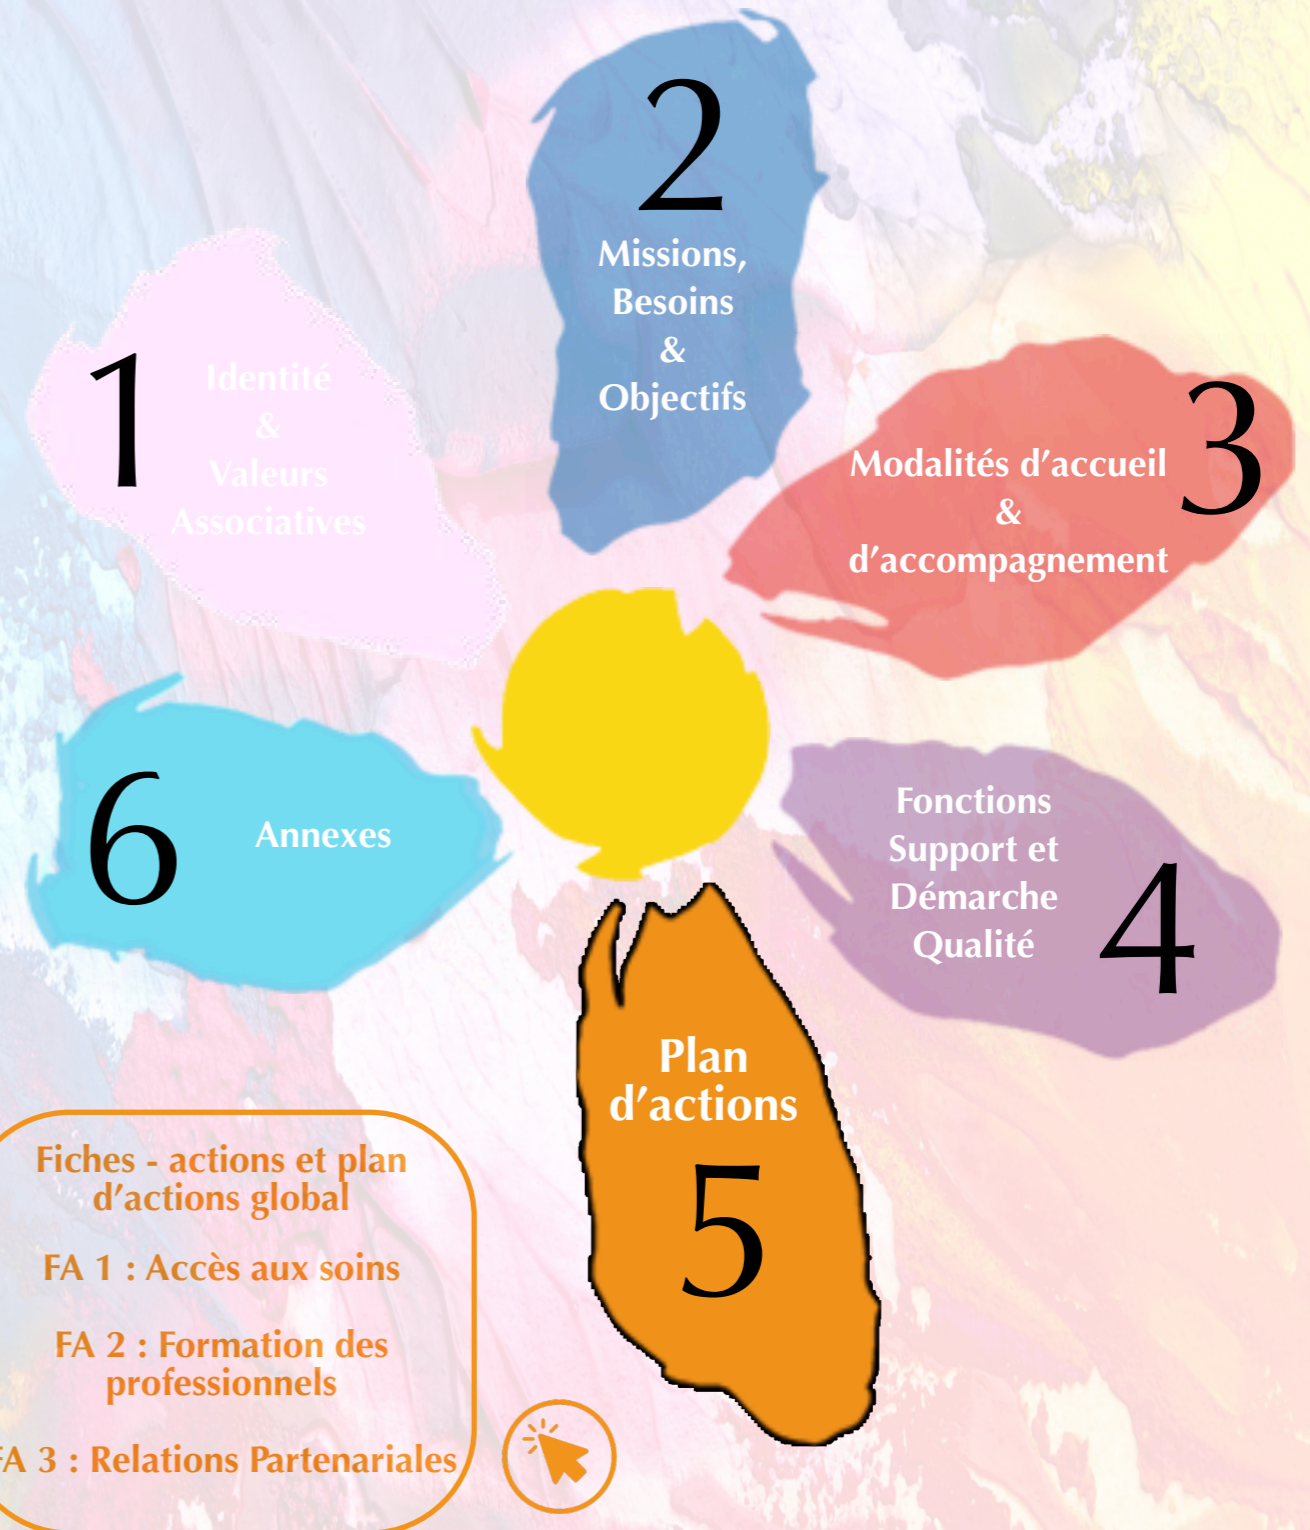 1
Identité
&
Valeurs
Associatives
2
Missions,
Besoins
&
Objectifs
3
Modalités d’accueil
&
d’accompagnement
4
Fonctions
Support et
Démarche
Qualité
Plan
d’actions
5
6
Annexes
Fiches - actions et plan
d’actions global
FA 1 : Accès aux soins
FA 2 : Formation des
professionnels
FA 3 : Relations Partenariales